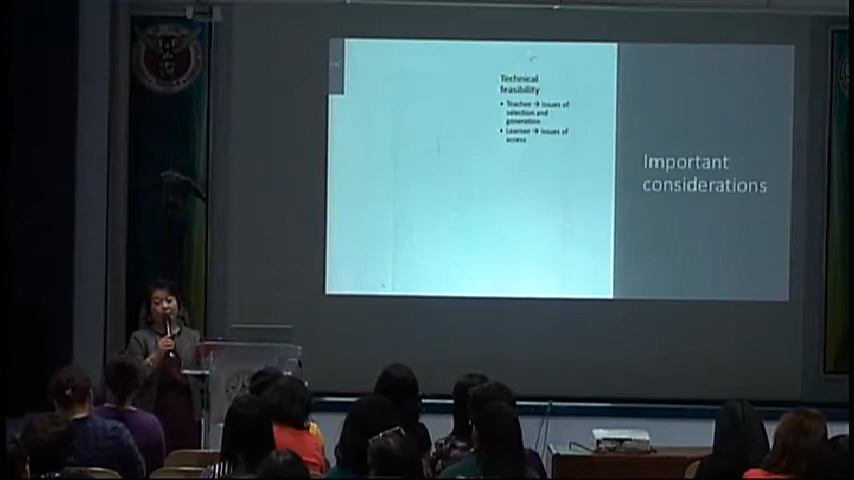 Technical
feasibility
• Teacher → issues of
selection and
generation
• Learner → issues of
access
Important
considerations